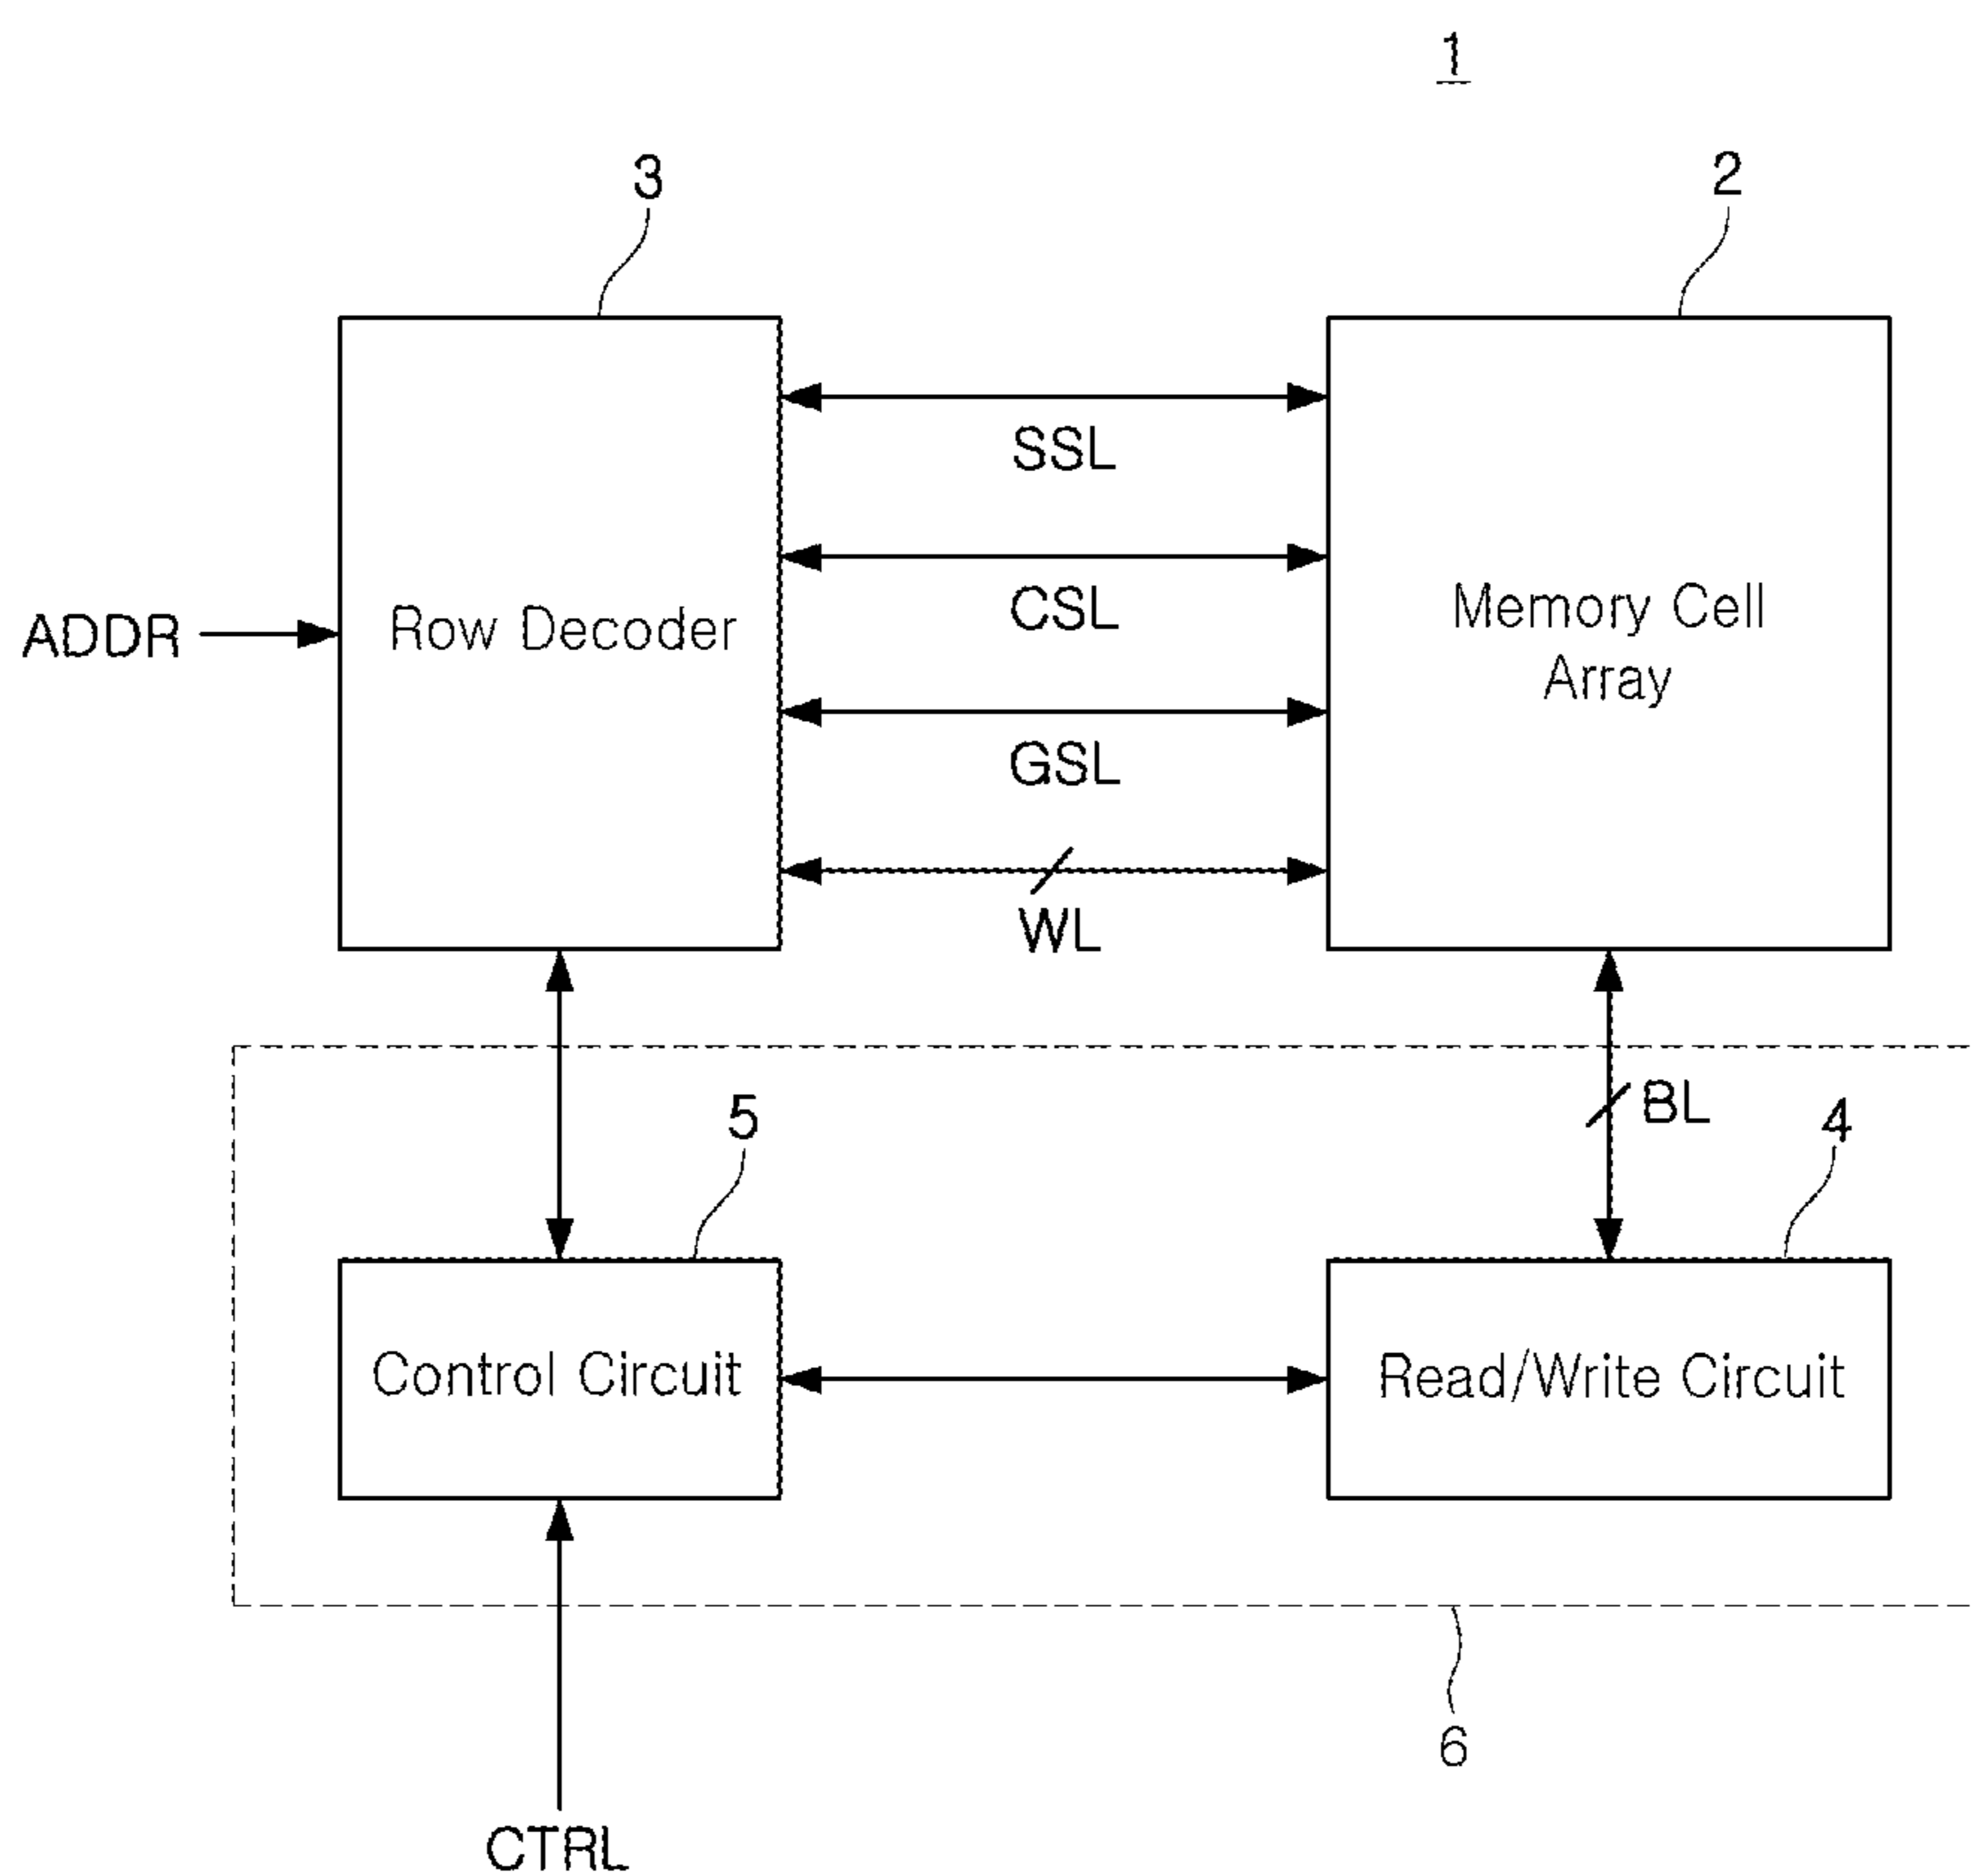 1
3
2
SSL
CSL
ADDR
Row Decoder
Memory Cell
Array
GSL
WL
BL
5
4
Control Circuit
Read/Write Circuit
6
CTRL